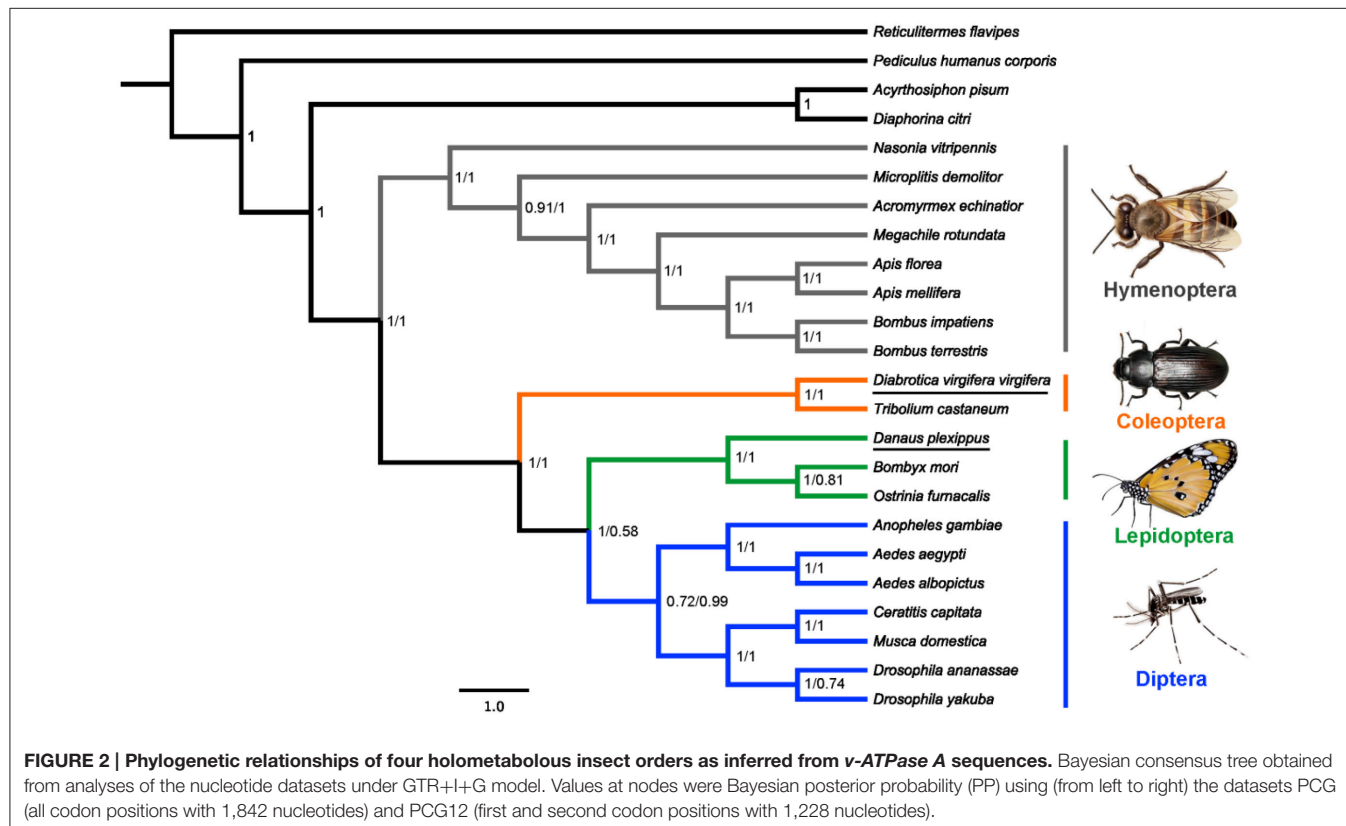 Reticulitermes flavipes
Pediculus humanus corporis
Acyrthosiphon pisum
1
Diaphorina citri
1
Nasonia vitripennis
1/1
Microplitis demolitor
0.91/1
Acromyrmex echinatior
1
1/1
Megachile rotundata
1/1
Apis florea
1/1
Apis mellifera
Hymenoptera
1/1
Bombus impatiens
1/1
1/1
Bombus terrestris
Diabrotica virgifera virgifera
1/1
Tribolium castaneum
Coleoptera
Danaus plexippus
1/1
1/1
Bombyx mori
1/0.81
Ostrinia furnacalis
Anopheles gambiae
1/0.58
Lepidoptera
1/1
Aedes aegypti
1/1
Aedes albopictus
0.72/0.99
Ceratitis capitata
1/1
Musca domestica
1/1
Drosophila ananassae
1/0.74
Diptera
Drosophila yakuba
1.0
FIGURE 2 | Phylogenetic relationships of four holometabolous insect orders as inferred from v-ATPase A sequences. Bayesian consensus tree obtained
from analyses of the nucleotide datasets under GTR+I+G model. Values at nodes were Bayesian posterior probability (PP) using (from left to right) the datasets PCG
(all codon positions with 1,842 nucleotides) and PCG12 (first and second codon positions with 1,228 nucleotides).